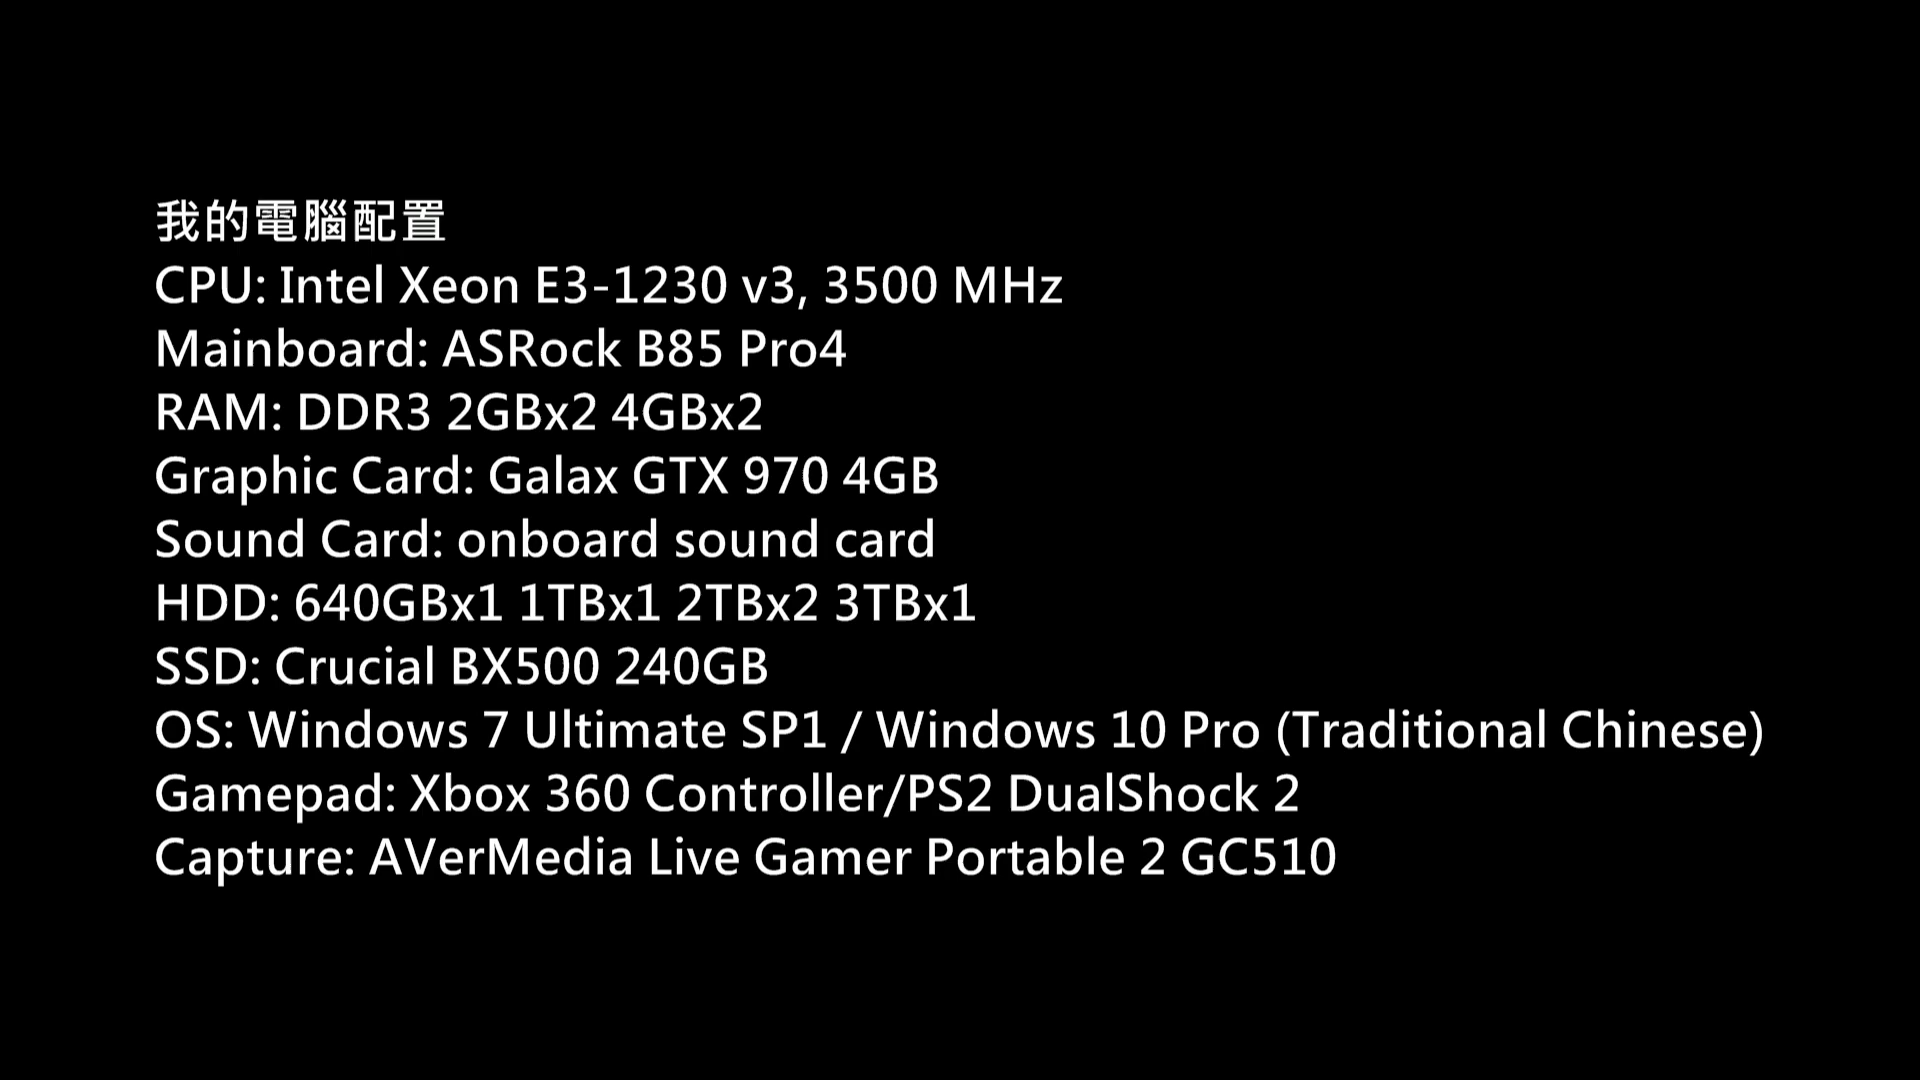 我的電腦配置
CPU: Intel Xeon E3-1230 v3, 3500 MHz
Mainboard: ASRock B85 Pro4
RAM: DDR3 2GBx2 4GBx2
Graphic Card: Galax GTX 970 4GB
Sound Card: onboard sound card
HDD: 640GBx1 1TBx1 2TBx2 3TBx1
SSD: Crucial BX500 240GB
OS: Windows 7 Ultimate SP1 / Windows 10 Pro (Traditional Chinese)
Gamepad: Xbox 360 Controller/PS2 DualShock 2
Capture: AVerMedia Live Gamer Portable 2 GC510